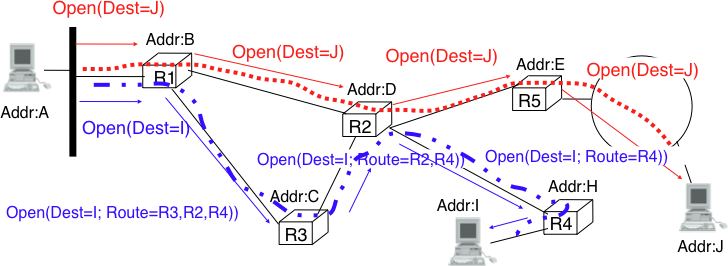 Open(Dest=J)
Addr:B
Open(Dest=J)
Open(Dest=J)
Addr:E
Open(Dest=J)
R1
Addr:A
Addr:D
R5
Open(Dest=I)
R2
Open(Dest=I; Route=R2,R4))
Open(Dest=I; Route=R4))
Addr:C
Addr:H
Open(Dest=I; Route=R3,R2,R4))
Addr:I
R3
R4
Addr:J